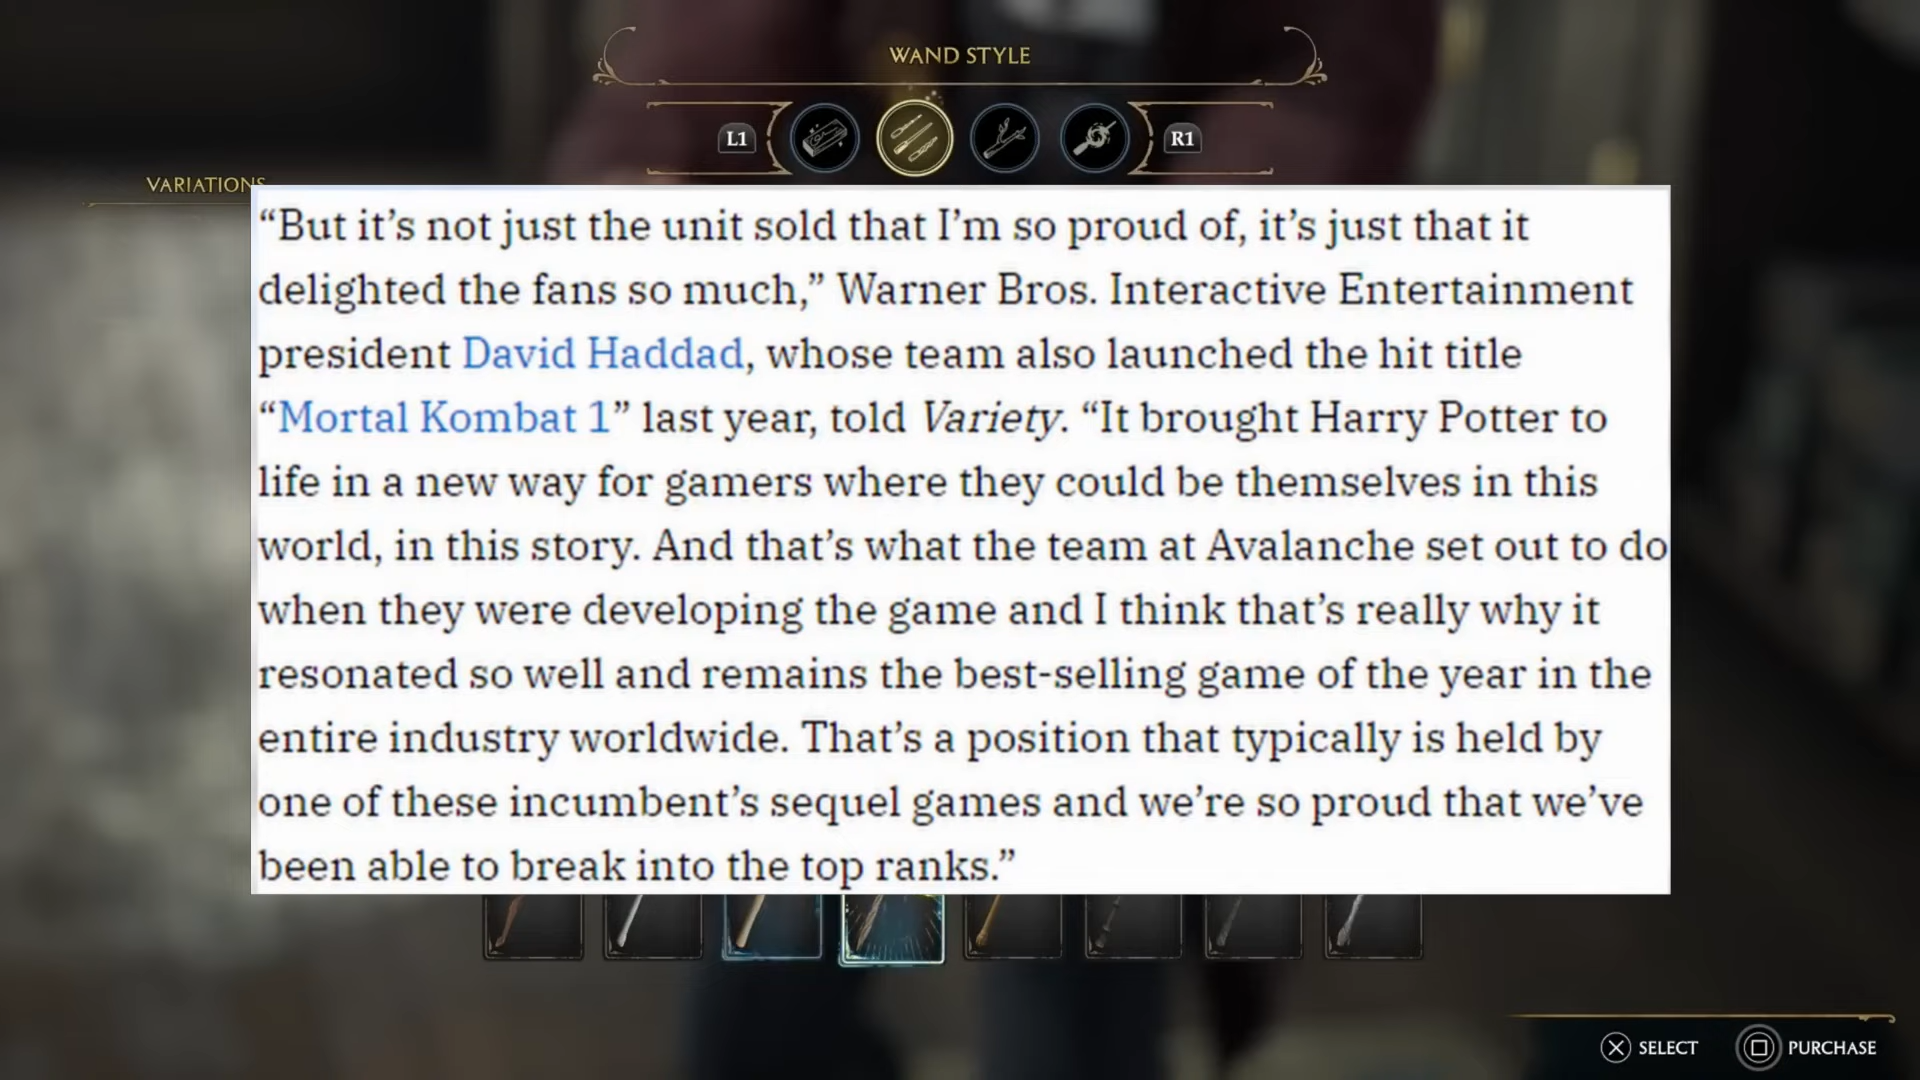 WAND STYLE
L1
R1
VARIATIONS
“But it’s not just the unit sold that I’m so proud of, it’s just that it
delighted the fans so much,” Warner Bros. Interactive Entertainment
president David Haddad, whose team also launched the hit title
“Mortal Kombat 1” last year, told Variety. “It brought Harry Potter to
life in a new way for gamers where they could be themselves in this
world, in this story. And that’s what the team at Avalanche set out to do
when they were developing the game and I think that’s really why it
resonated so well and remains the best-selling game of the year in the
entire industry worldwide. That’s a position that typically is held by
one of these incumbent’s sequel games and we’re so proud that we’ve
been able to break into the top ranks.”
SELECT
PURCHASE